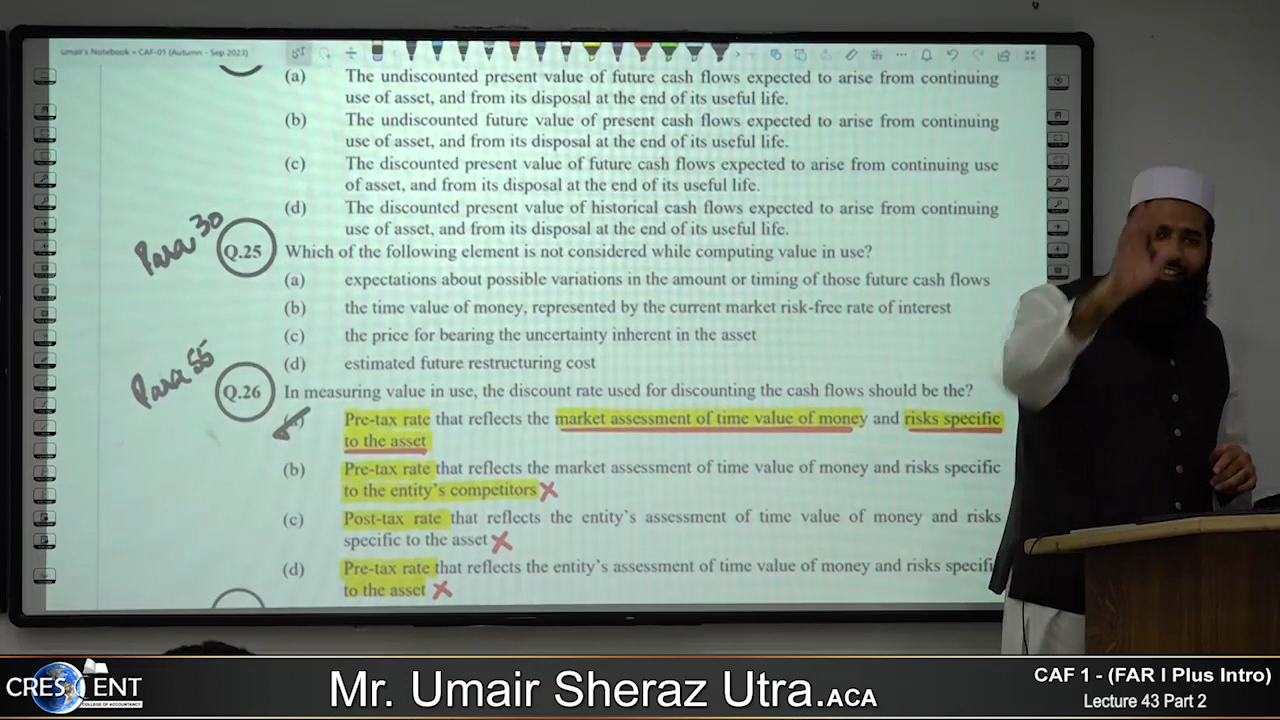 umair's Notebook » CAF-01 (Autumn - Sep 2023)
(a) The undiscounted present value of future cash flows expected to arise from continuing
use of asset, and from its disposal at the end of its useful life.
(b) The undiscounted future value of present cash flows expected to arise from continuing
use of asset, and from its disposal at the end of its useful life.
(c) The discounted present value of future cash flows expected to arise from continuing use
of asset, and from its disposal at the end of its useful life.
(d) The discounted present value of historical cash flows expected to arise from continuing
use of asset, and from its disposal at the end of its useful life.
Para 30
Q.25 Which of the following element is not considered while computing value in use?
(a) expectations about possible variations in the amount or timing of those future cash flows
(b) the time value of money, represented by the current market risk-free rate of interest
(c) the price for bearing the uncertainty inherent in the asset
(d) estimated future restructuring cost
Para 55
Q.26 In measuring value in use, the discount rate used for discounting the cash flows should be the?
Pre-tax rate that reflects the market assessment of time value of money and risks specific
to the asset
(b) Pre-tax rate that reflects the market assessment of time value of money and risks specific
to the entity's competitors
(c) Post-tax rate that reflects the entity's assessment of time value of money and risks
specific to the asset
(d) Pre-tax rate that reflects the entity's assessment of time value of money and risks specifi
to the asset
CRESCENT
COLLEGE OF ACCOUNTANCY
Mr. Umair Sheraz Utra.ACA
CAF 1 - (FAR I Plus Intro)
Lecture 43 Part 2